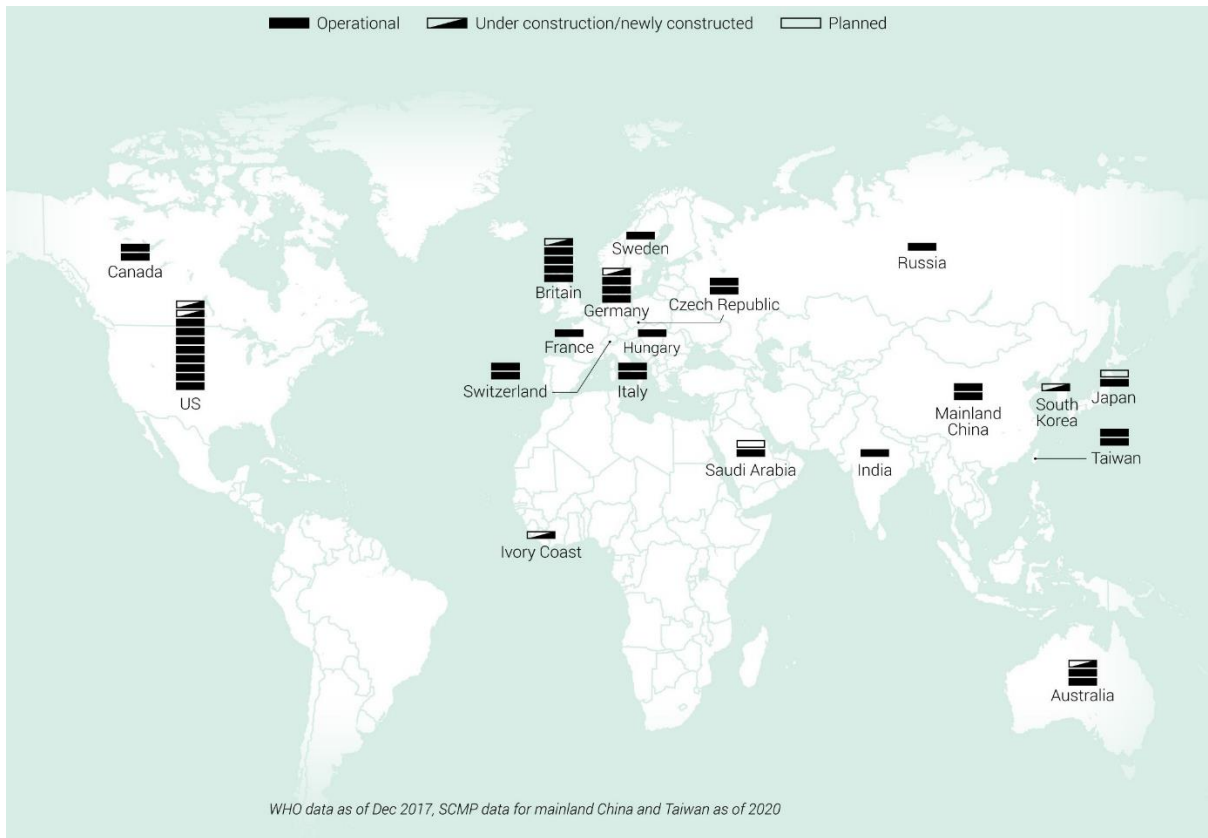 Operational
Under construction/newly constructed
Planned
Canada
US
Britain
Sweden
Germany
Czech Republic
Russia
France
Hungary
Switzerland
Italy
Mainland
China
South
Korea
Japan
Taiwan
Saudi Arabia
India
Ivory Coast
Australia
WHO data as of Dec 2017, SCMP data for mainland China and Taiwan as of 2020